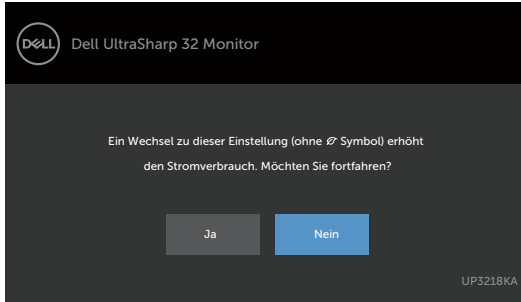 DELL
Dell UltraSharp 32 Monitor
Ein Wechsel zu dieser Einstellung (ohne Symbol) erhöht
den Stromverbrauch. Möchten Sie fortfahren?
Ja
Nein
UP3218KA